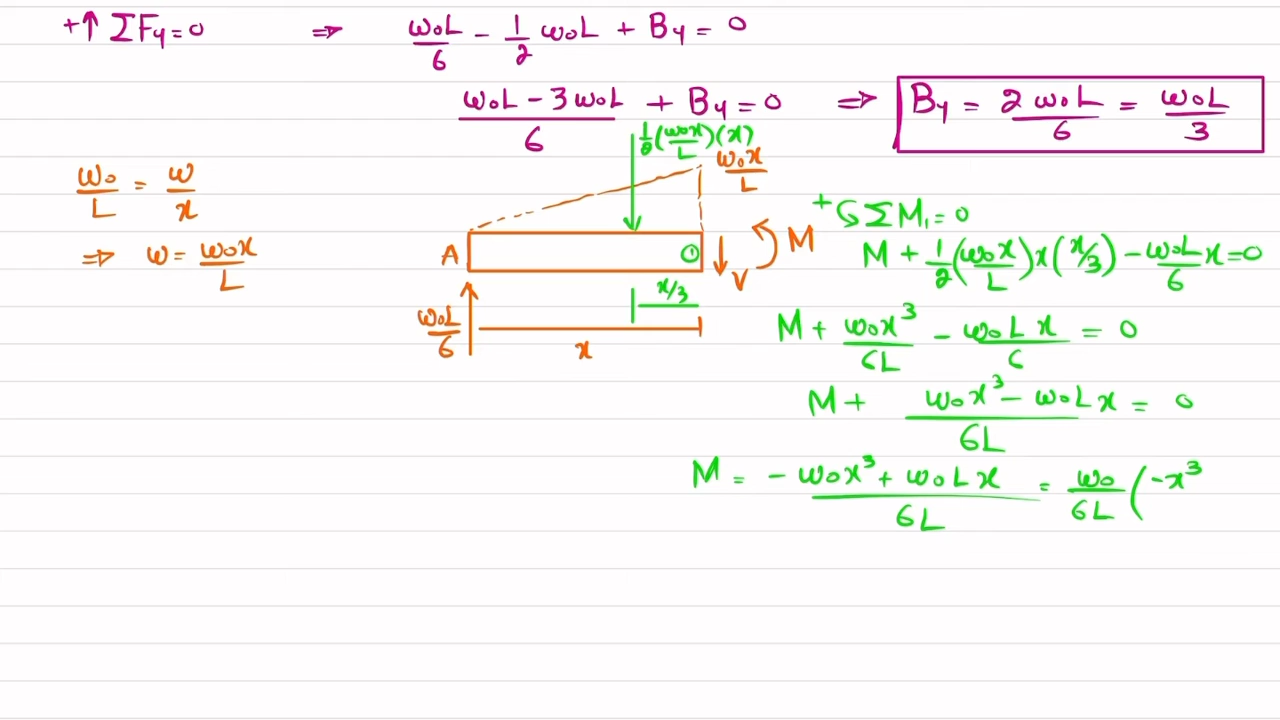 +↑ ΣFy=0 ⇒ w₀L/6 - 1/2 w₀L + By = 0
w₀L - 3w₀L/6 + By = 0 ⇒ By = 2w₀L/6 = w₀L/3
1/2(w₀x/L)(x)
w₀x/L
w₀/L = w/x
⇒ w = w₀x/L
A
1
V
M
x/3
w₀L/6
x
+↺ ΣM₁=0
M + 1/2(w₀x/L)x(x/3) - w₀L/6 x = 0
M + w₀x³/6L - w₀Lx/6 = 0
M + w₀x³ - w₀Lx/6L = 0
M = - w₀x³ + w₀Lx/6L = w₀/6L (-x³